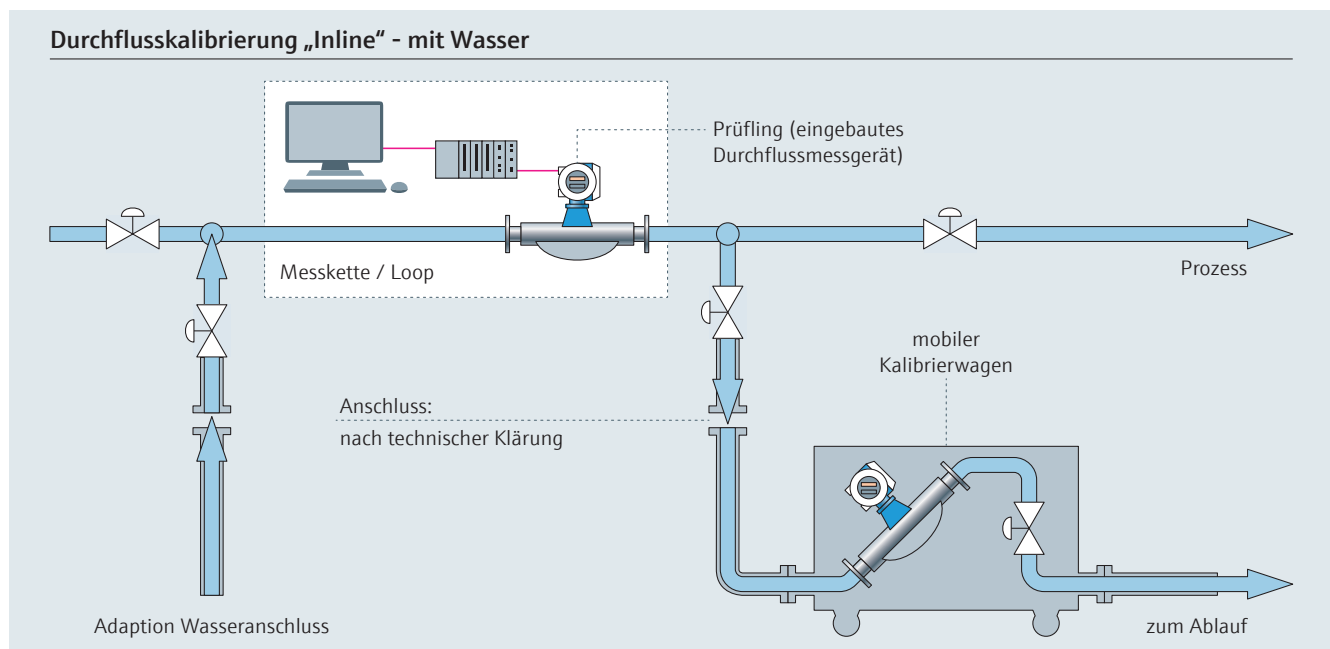 Durchflusskalibrierung „Inline“ - mit Wasser
Prüfling (eingebautes
Durchflussmessgerät)
Messkette / Loop
Prozess
mobiler
Kalibrierwagen
Anschluss:
nach technischer Klärung
Adaption Wasseranschluss
zum Ablauf